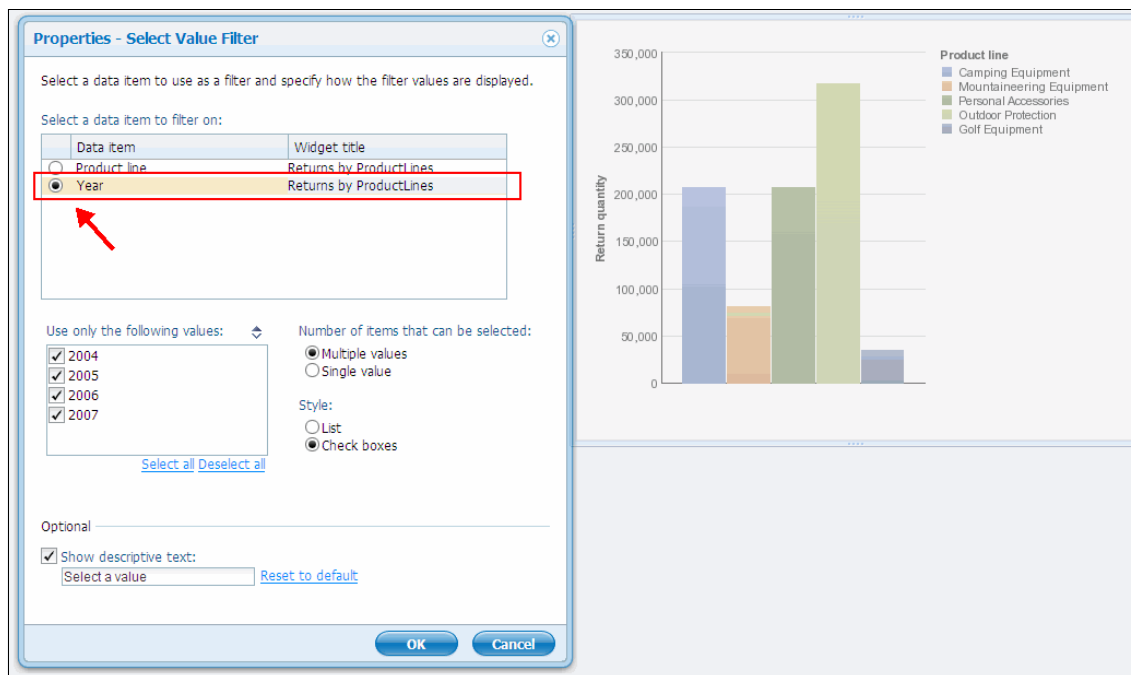 Properties - Select Value Filter
Select a data item to use as a filter and specify how the filter values are displayed.
Select a data item to filter on:
Data item Widget title
Product line Returns by ProductLines
Year Returns by ProductLines
Use only the following values:
2004
2005
2006
2007
Select all Deselect all
Number of items that can be selected:
Multiple values
Single value
Style:
List
Check boxes
Optional
Show descriptive text:
Select a value Reset to default
OK Cancel
350,000
300,000
250,000
200,000
150,000
100,000
50,000
0
Return quantity
Product line
Camping Equipment
Mountaineering Equipment
Personal Accessories
Outdoor Protection
Golf Equipment